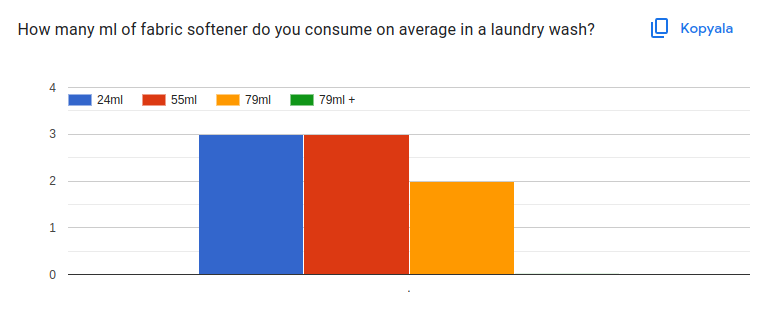 How many ml of fabric softener do you consume on average in a laundry wash?
Kopyala
4
24ml 55ml 79ml 79ml +
3
2
1
0
.